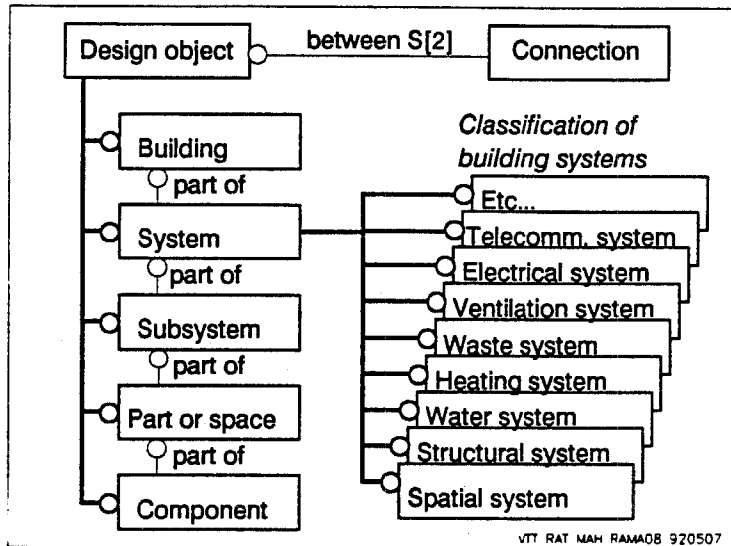 Design object
between S[2]
Connection
Building
part of
System
part of
Subsystem
part of
Part or space
part of
Component
Classification of
building systems
Etc...
Telecomm. system
Electrical system
Ventilation system
Waste system
Heating system
Water system
Structural system
Spatial system
VTT RAT MAH RAMA08 920507